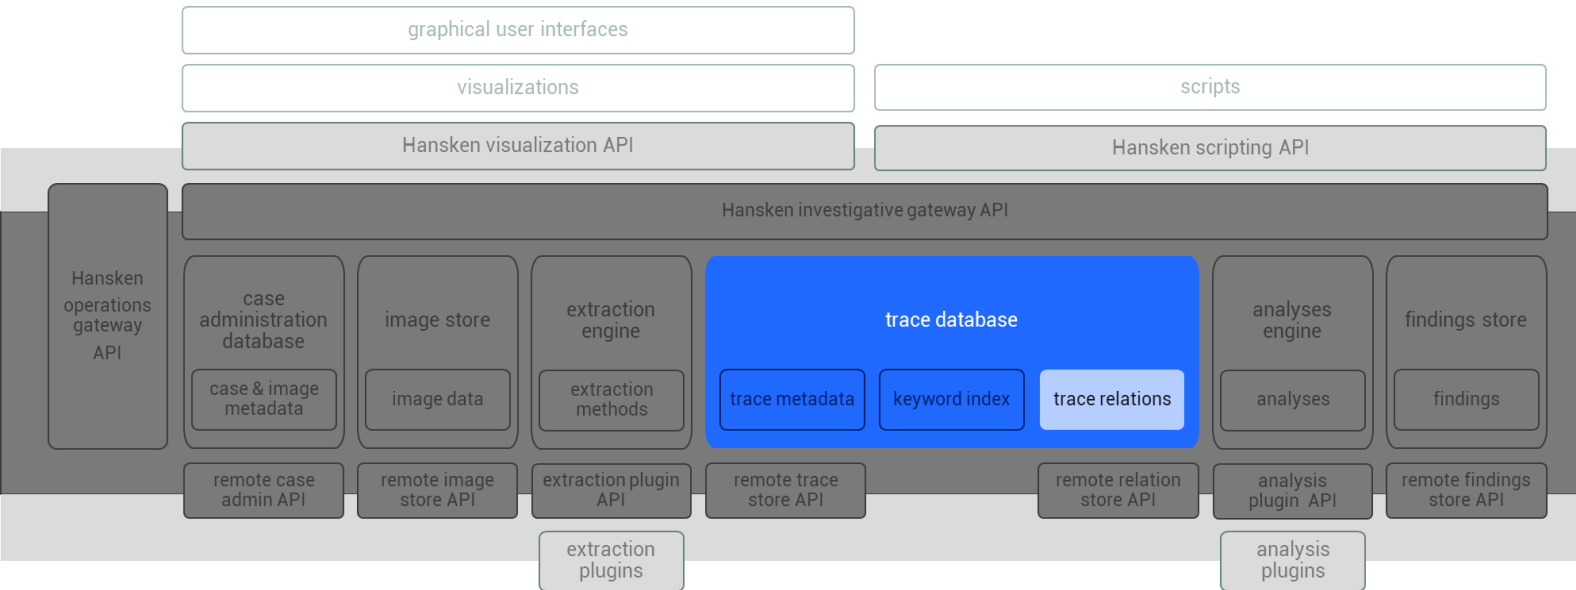 graphical user interfaces
visualizations
scripts
Hansken visualization API
Hansken scripting API
Hansken investigative gateway API
Hansken
operations
gateway
API
case
administration
database
case & image
metadata
image store
image data
extraction
engine
extraction
methods
trace database
trace metadata
keyword index
trace relations
analyses
engine
analyses
findings store
findings
remote case
admin API
remote image
store API
extraction plugin
API
remote trace
store API
remote relation
store API
analysis
plugin API
remote findings
store API
extraction
plugins
analysis
plugins